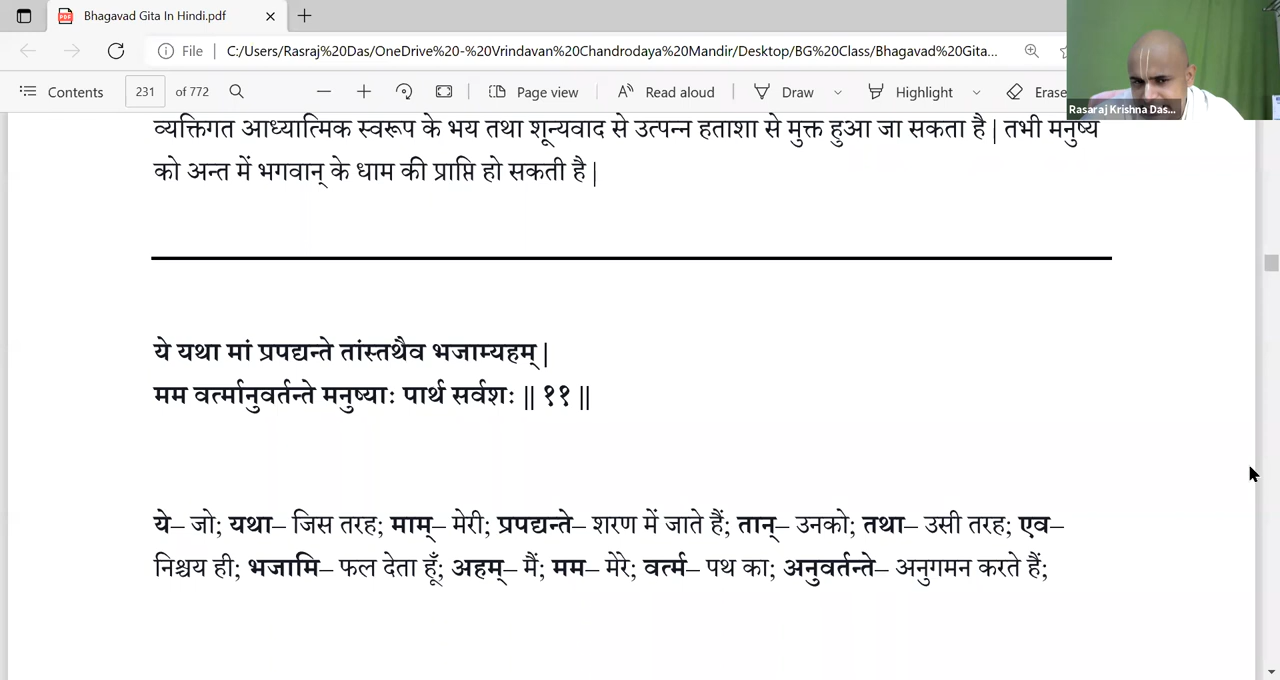 Bhagavad Gita In Hindi.pdf
File
C:/Users/Rasraj%20Das/OneDrive%20-%20Vrindavan%20Chandrodaya%20Mandir/Desktop/BG%20Class/Bhagavad%20Gita...
Contents
231 of 772
Page view
Read aloud
Draw
Highlight
Erase
Rasaraj Krishna Das...
व्यक्तिगत आध्यात्मिक स्वरूप के भय तथा शून्यवाद से उत्पन्न हताशा से मुक्त हुआ जा सकता है | तभी मनुष्य
को अन्त में भगवान् के धाम की प्राप्ति हो सकती है |
ये यथा मां प्रपद्यन्ते तांस्तथैव भजाम्यहम् |
मम वर्त्मानुवर्तन्ते मनुष्याः पार्थ सर्वशः || ११ ||
ये– जो; यथा– जिस तरह; माम्– मेरी; प्रपद्यन्ते– शरण में जाते हैं; तान्– उनको; तथा– उसी तरह; एव–
निश्चय ही; भजामि– फल देता हूँ; अहम्– मैं; मम– मेरे; वर्त्म– पथ का; अनुवर्तन्ते– अनुगमन करते हैं;